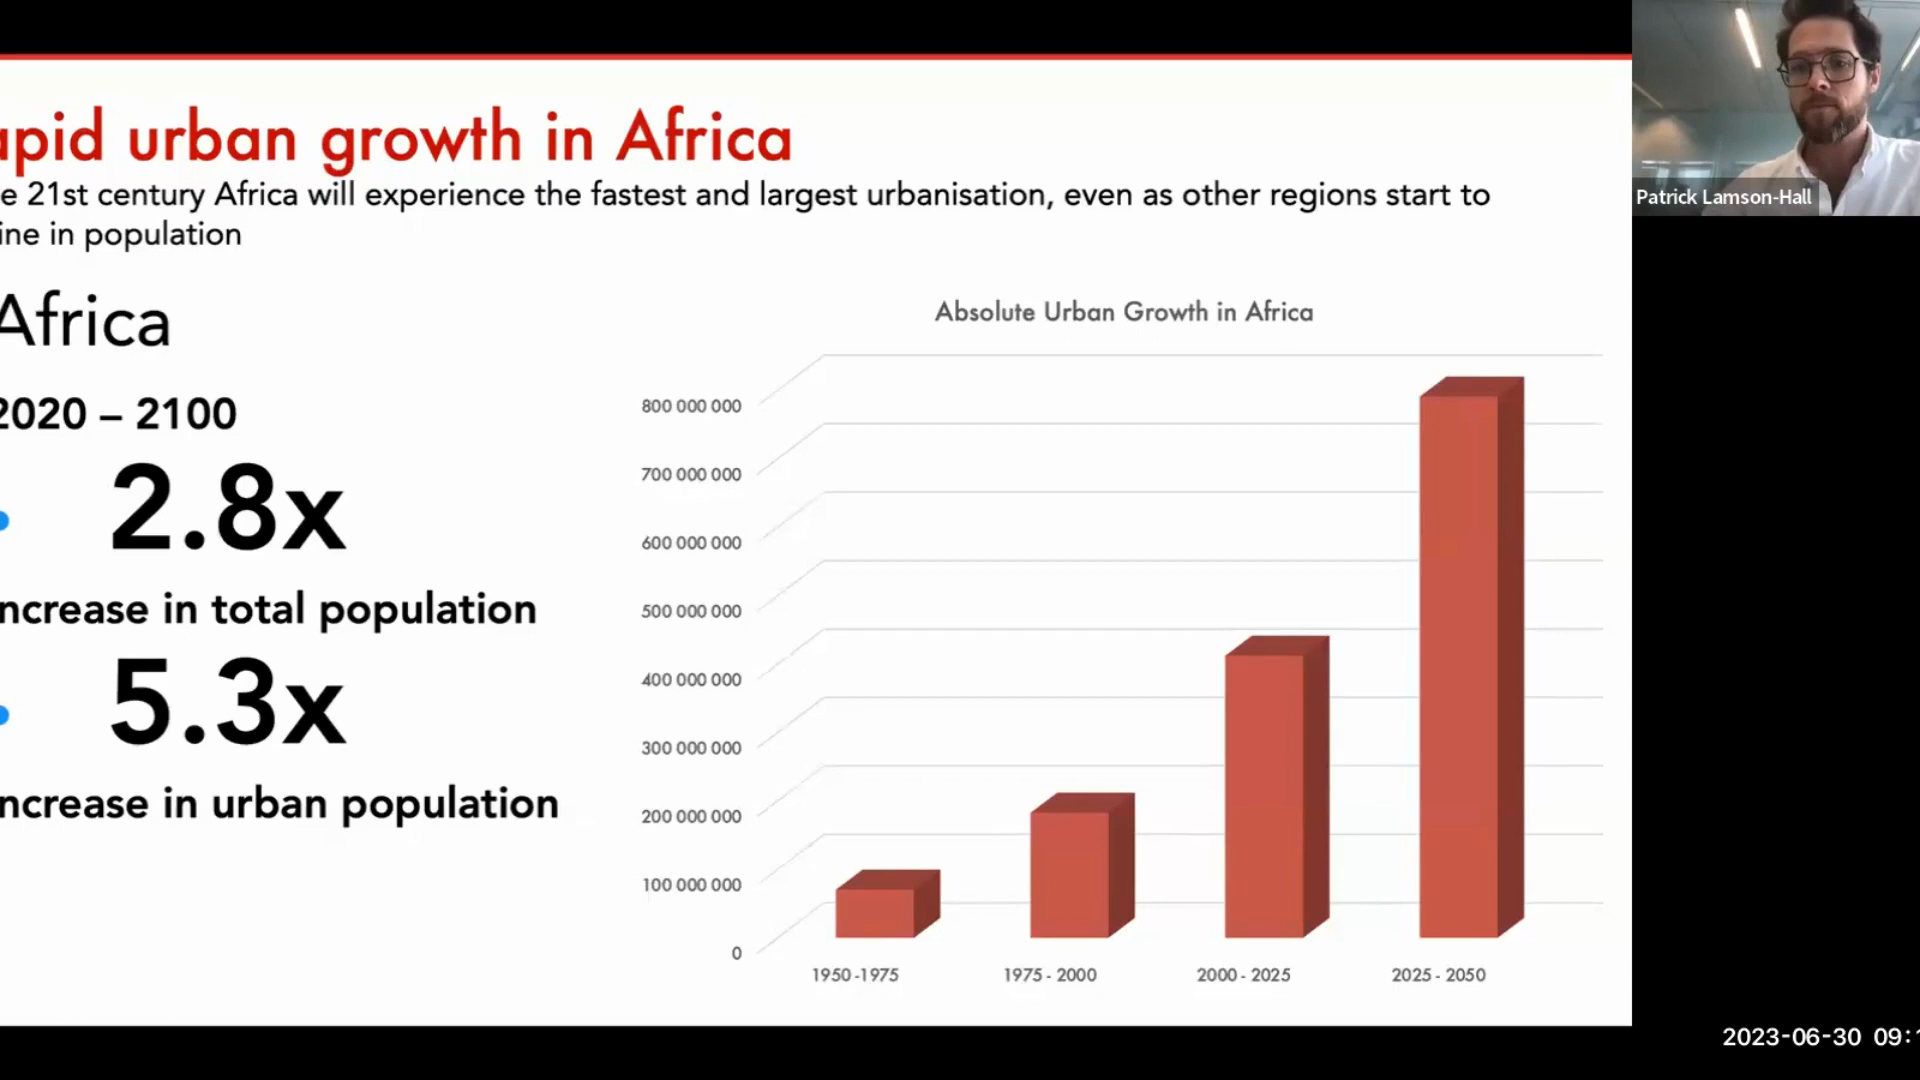 apid urban growth in Africa
e 21st century Africa will experience the fastest and largest urbanisation, even as other regions start to
ine in population
Africa
2020 – 2100
2.8x
ncrease in total population
5.3x
ncrease in urban population
Absolute Urban Growth in Africa
800 000 000
700 000 000
600 000 000
500 000 000
400 000 000
300 000 000
200 000 000
100 000 000
0
1950 -1975
1975 - 2000
2000 - 2025
2025 - 2050
Patrick Lamson-Hall
2023-06-30 09:1